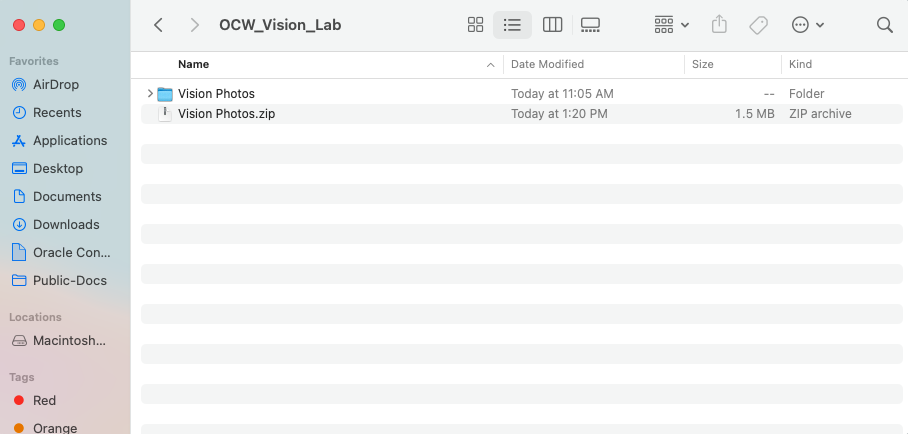 OCW_Vision_Lab
Favorites
AirDrop
Recents
Applications
Desktop
Documents
Downloads
Oracle Con...
Public-Docs
Locations
Macintosh...
Tags
Red
Orange
Name Date Modified Size Kind
Vision Photos Today at 11:05 AM -- Folder
Vision Photos.zip Today at 1:20 PM 1.5 MB ZIP archive